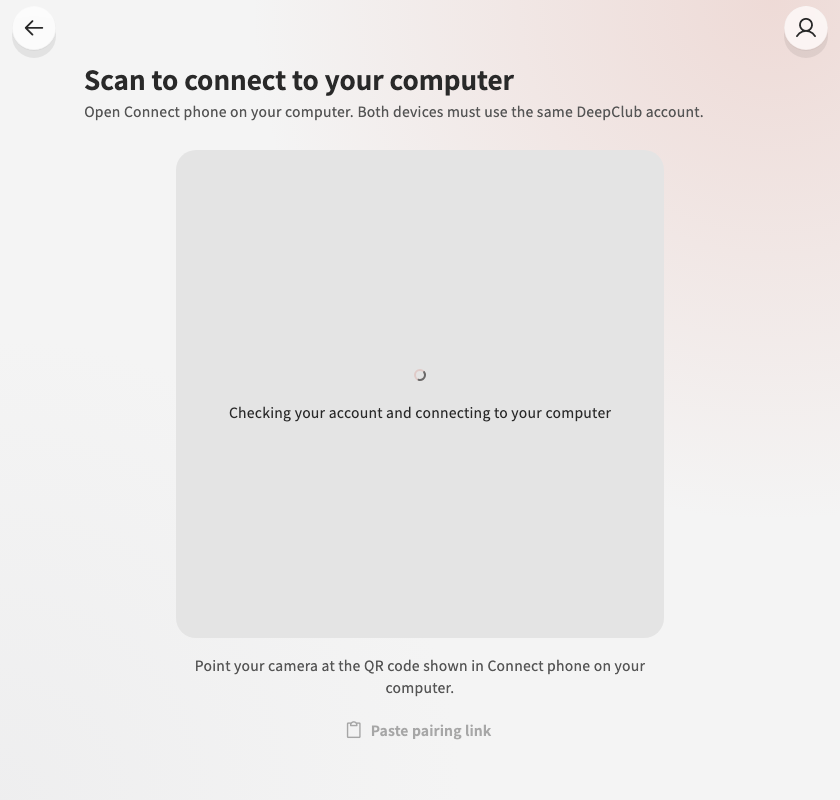 Scan to connect to your computer
Open Connect phone on your computer. Both devices must use the same DeepClub account.
Checking your account and connecting to your computer
Point your camera at the QR code shown in Connect phone on your
computer.
Paste pairing link